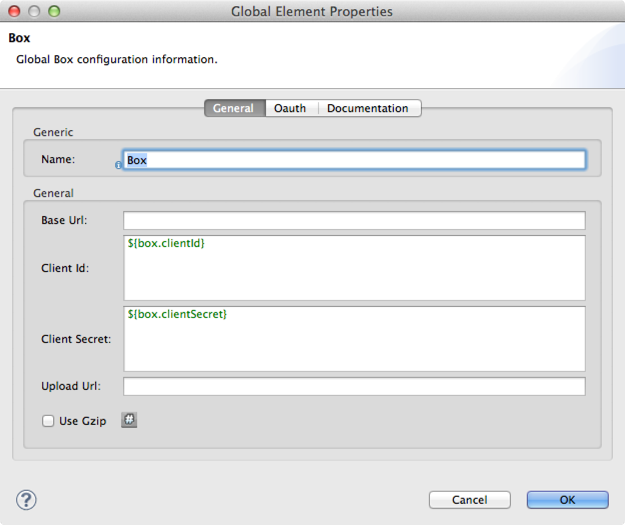 Global Element Properties
Box
Global Box configuration information.
General Oauth Documentation
Generic
Name: Box
General
Base Url:
${box.clientId}
Client Id:
${box.clientSecret}
Client Secret:
Upload Url:
Use Gzip #
? Cancel OK